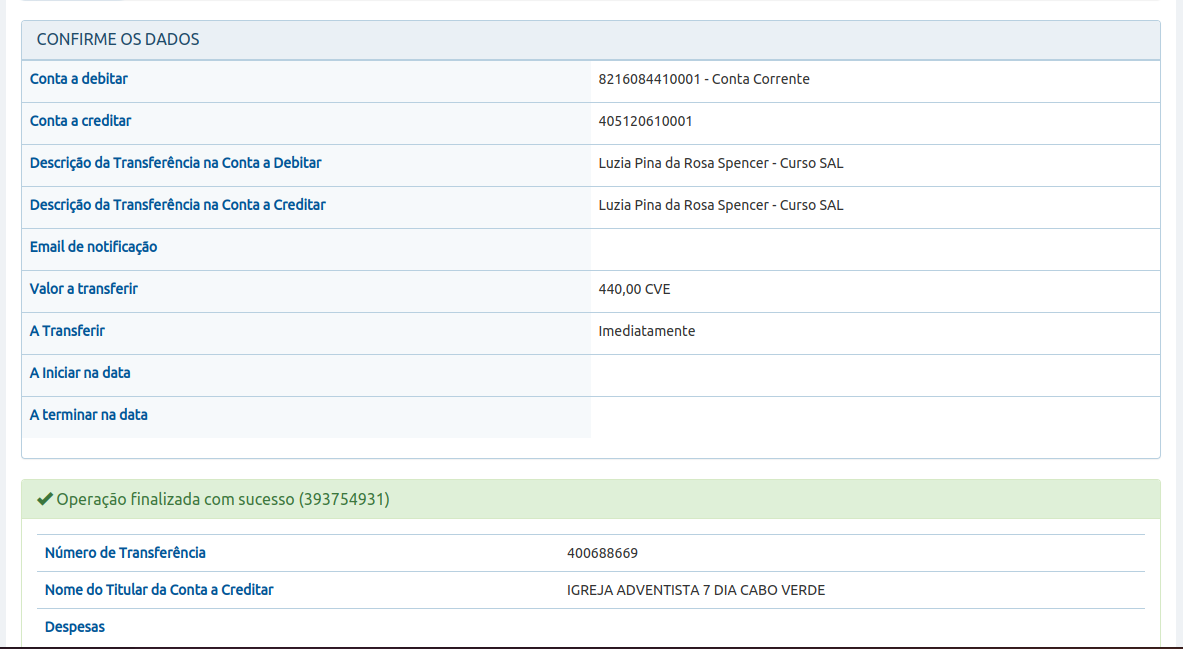 CONFIRME OS DADOS
Conta a debitar 8216084410001 - Conta Corrente
Conta a creditar 405120610001
Descrição da Transferência na Conta a Debitar Luzia Pina da Rosa Spencer - Curso SAL
Descrição da Transferência na Conta a Creditar Luzia Pina da Rosa Spencer - Curso SAL
Email de notificação
Valor a transferir 440,00 CVE
A Transferir Imediatamente
A Iniciar na data
A terminar na data
Operação finalizada com sucesso (393754931)
Número de Transferência 400688669
Nome do Titular da Conta a Creditar IGREJA ADVENTISTA 7 DIA CABO VERDE
Despesas